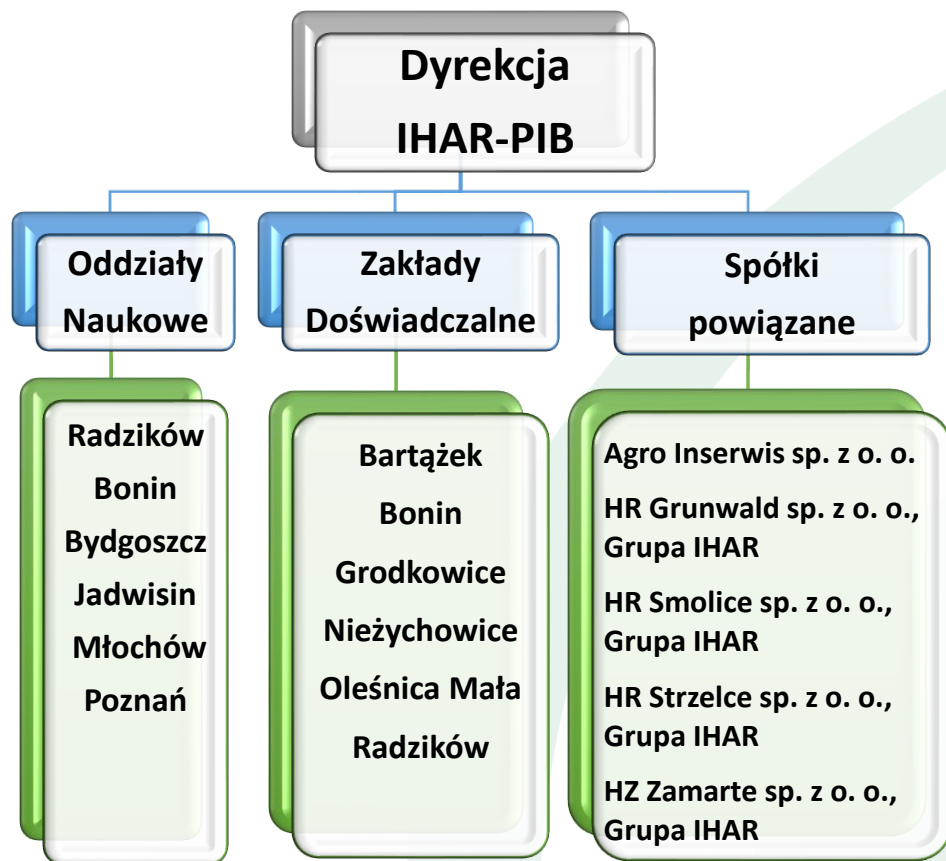 Dyrekcja
IHAR-PIB
Oddziały
Naukowe
Zakłady
Doświadczalne
Spółki
powiązane
Radzików
Bonin
Bydgoszcz
Jadwisin
Młochów
Poznań
Bartążek
Bonin
Grodkowice
Nieżychowice
Oleśnica Mała
Radzików
Agro Inserwis sp. z o. o.
HR Grunwald sp. z o. o.,
Grupa IHAR
HR Smolice sp. z o. o.,
Grupa IHAR
HR Strzelce sp. z o. o.,
Grupa IHAR
HZ Zamarte sp. z o. o.,
Grupa IHAR